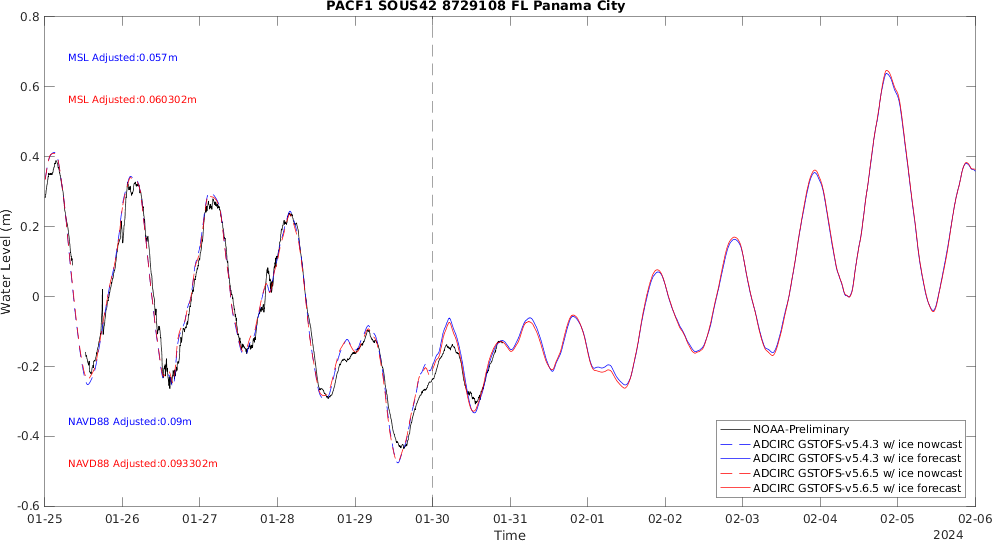 PACF1 SOUS42 8729108 FL Panama City
0.8
0.6
0.4
0.2
0
-0.2
-0.4
-0.6
Water Level (m)
MSL Adjusted:0.057m
MSL Adjusted:0.060302m
NAVD88 Adjusted:0.09m
NAVD88 Adjusted:0.093302m
NOAA-Preliminary
ADCIRC GSTOFS-v5.4.3 w/ ice nowcast
ADCIRC GSTOFS-v5.4.3 w/ ice forecast
ADCIRC GSTOFS-v5.6.5 w/ ice nowcast
ADCIRC GSTOFS-v5.6.5 w/ ice forecast
01-25 01-26 01-27 01-28 01-29 01-30 01-31 02-01 02-02 02-03 02-04 02-05 02-06
Time
2024